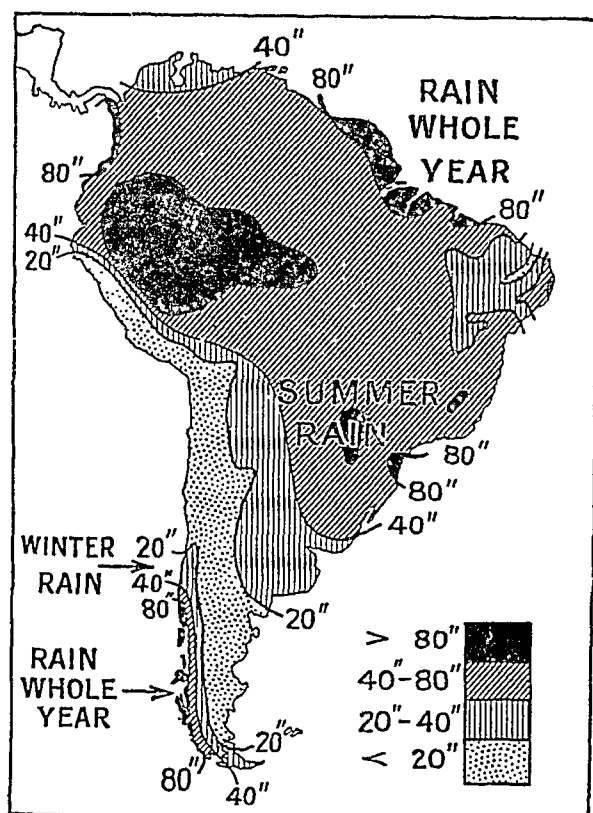 40"
80"
RAIN
WHOLE
YEAR
80"
80"
40"
20"
SUMMER
RAIN
80"
80"
40"
WINTER
RAIN
20"
40"
80"
20"
RAIN
WHOLE
YEAR
20"
80"
40"
> 80"
40"-80"
20"-40"
< 20"